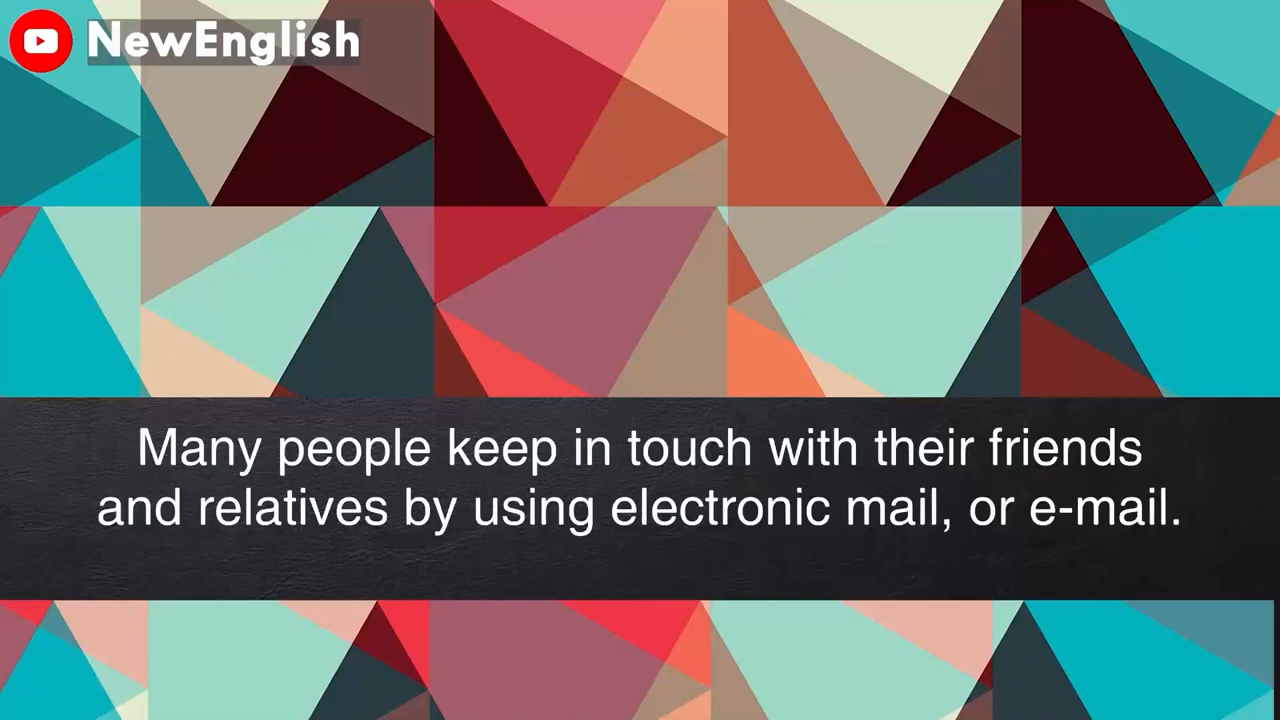 NewEnglish
Many people keep in touch with their friends
and relatives by using electronic mail, or e-mail.